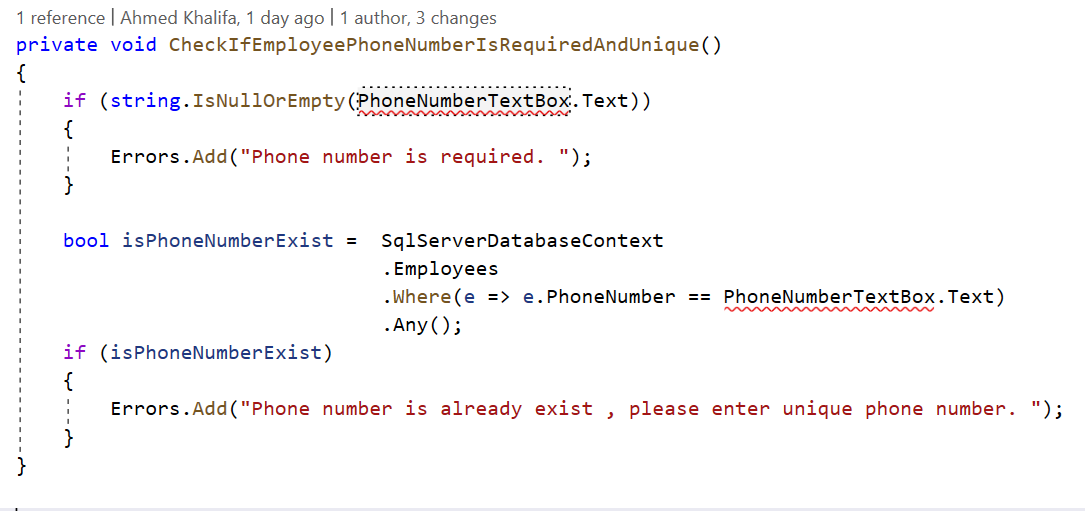 1 reference | Ahmed Khalifa, 1 day ago | 1 author, 3 changes
private void CheckIfEmployeePhoneNumberIsRequiredAndUnique()
{
if (string.IsNullOrEmpty(PhoneNumberTextBox.Text))
{
Errors.Add("Phone number is required. ");
}
bool isPhoneNumberExist = SqlServerDatabaseContext
.Employees
.Where(e => e.PhoneNumber == PhoneNumberTextBox.Text)
.Any();
if (isPhoneNumberExist)
{
Errors.Add("Phone number is already exist , please enter unique phone number. ");
}
}